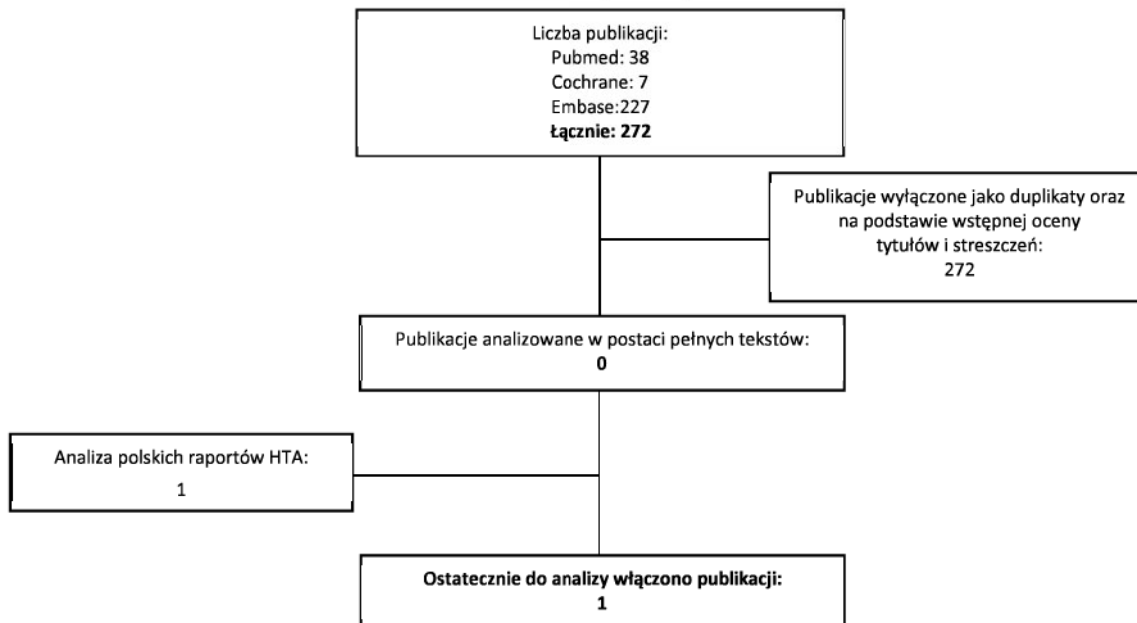 Liczba publikacji:
Pubmed: 38
Cochrane: 7
Embase:227
Łącznie: 272
Publikacje wyłączone jako duplikaty oraz
na podstawie wstępnej oceny
tytułów i streszczeń:
272
Publikacje analizowane w postaci pełnych tekstów:
0
Analiza polskich raportów HTA:
1
Ostatecznie do analizy włączono publikacji:
1